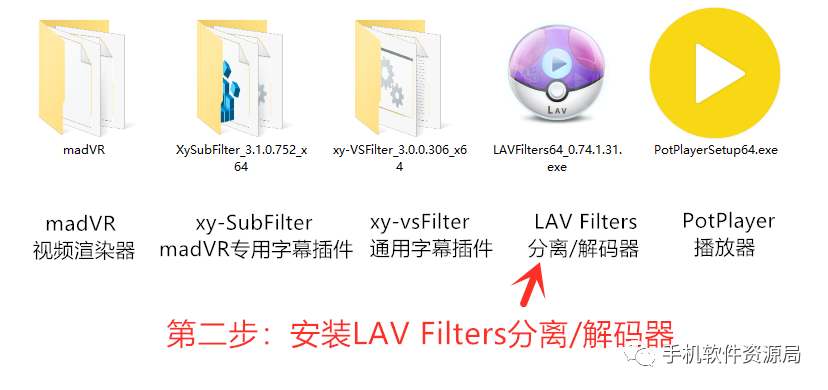 madVR
XySubFilter_3.1.0.752_x
64
xy-VSFilter_3.0.0.306_x6
4
LAVFilters64_0.74.1.31.
exe
PotPlayerSetup64.exe
LAV
madVR
视频渲染器
xy-SubFilter
madVR专用字幕插件
xy-vsFilter
通用字幕插件
LAV Filters
分离/解码器
PotPlayer
播放器
第二步：安装LAV Filters分离/解码器
手机软件资源局